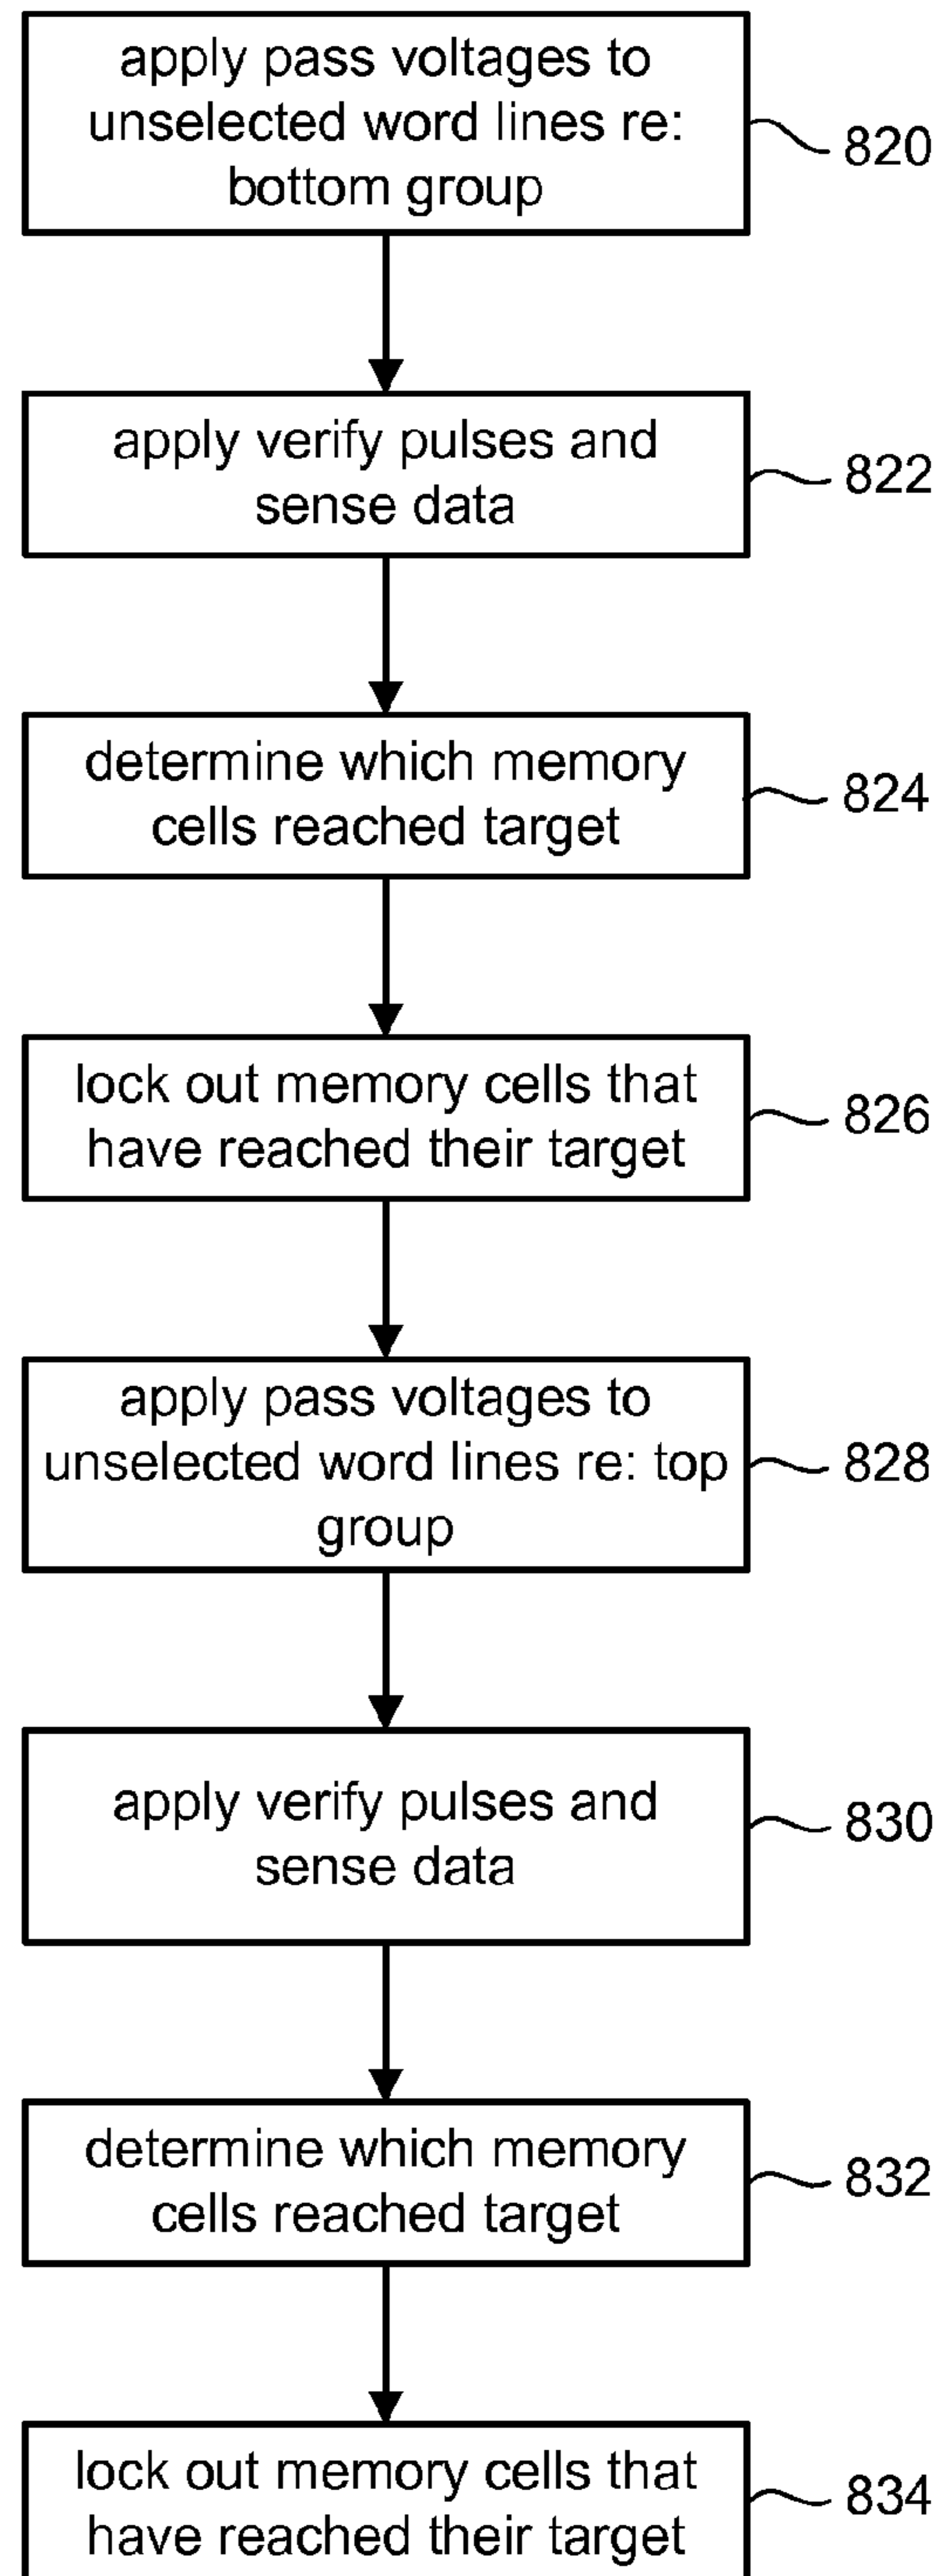 apply pass voltages to
unselected word lines re:
bottom group
820
apply verify pulses and
sense data
822
determine which memory
cells reached target
824
lock out memory cells that
have reached their target
826
apply pass voltages to
unselected word lines re: top
group
828
apply verify pulses and
sense data
830
determine which memory
cells reached target
832
lock out memory cells that
have reached their target
834